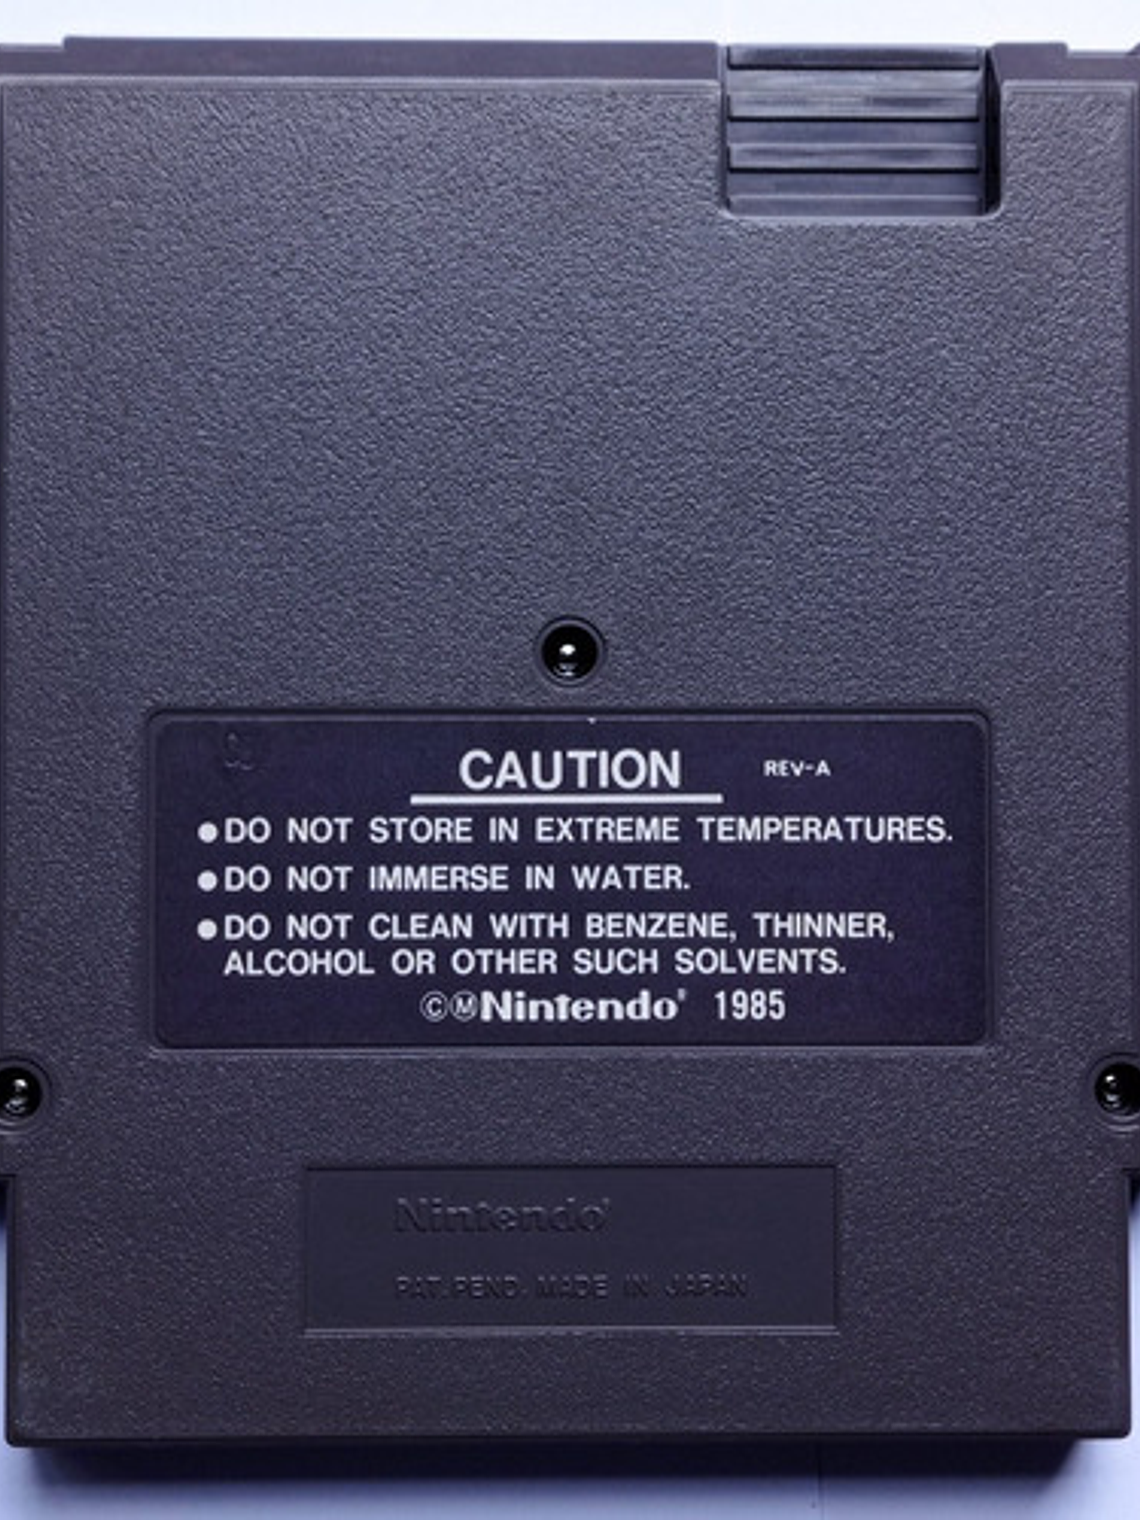 CAUTION REV-A
●DO NOT STORE IN EXTREME TEMPERATURES.
●DO NOT IMMERSE IN WATER.
●DO NOT CLEAN WITH BENZENE, THINNER,
ALCOHOL OR OTHER SUCH SOLVENTS.
©ⓂNintendo® 1985
Nintendo®
PAT. PEND. MADE IN JAPAN